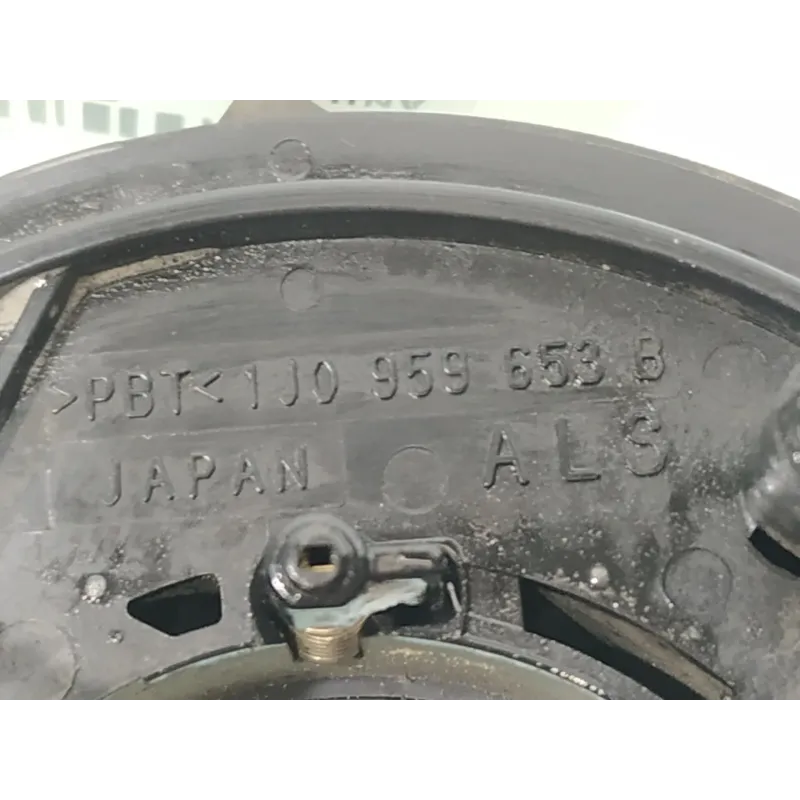 >PBT< 1J0 959 653 B
JAPAN ALS